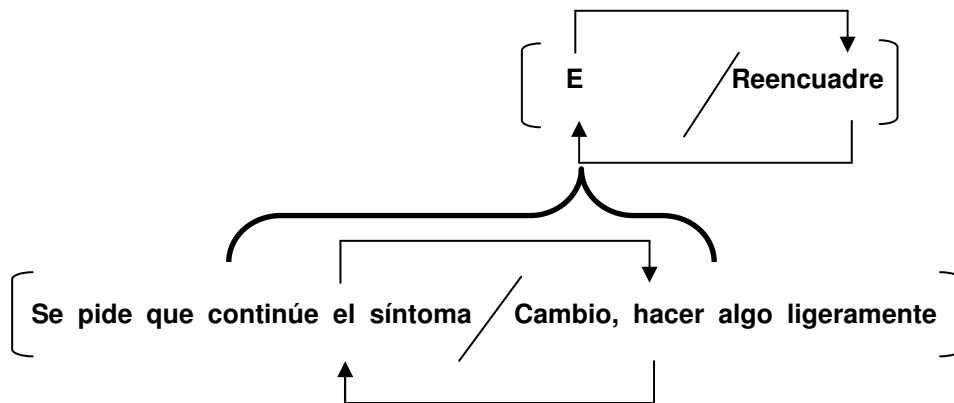 E / Reencuadre
Se pide que continúe el síntoma / Cambio, hacer algo ligeramente